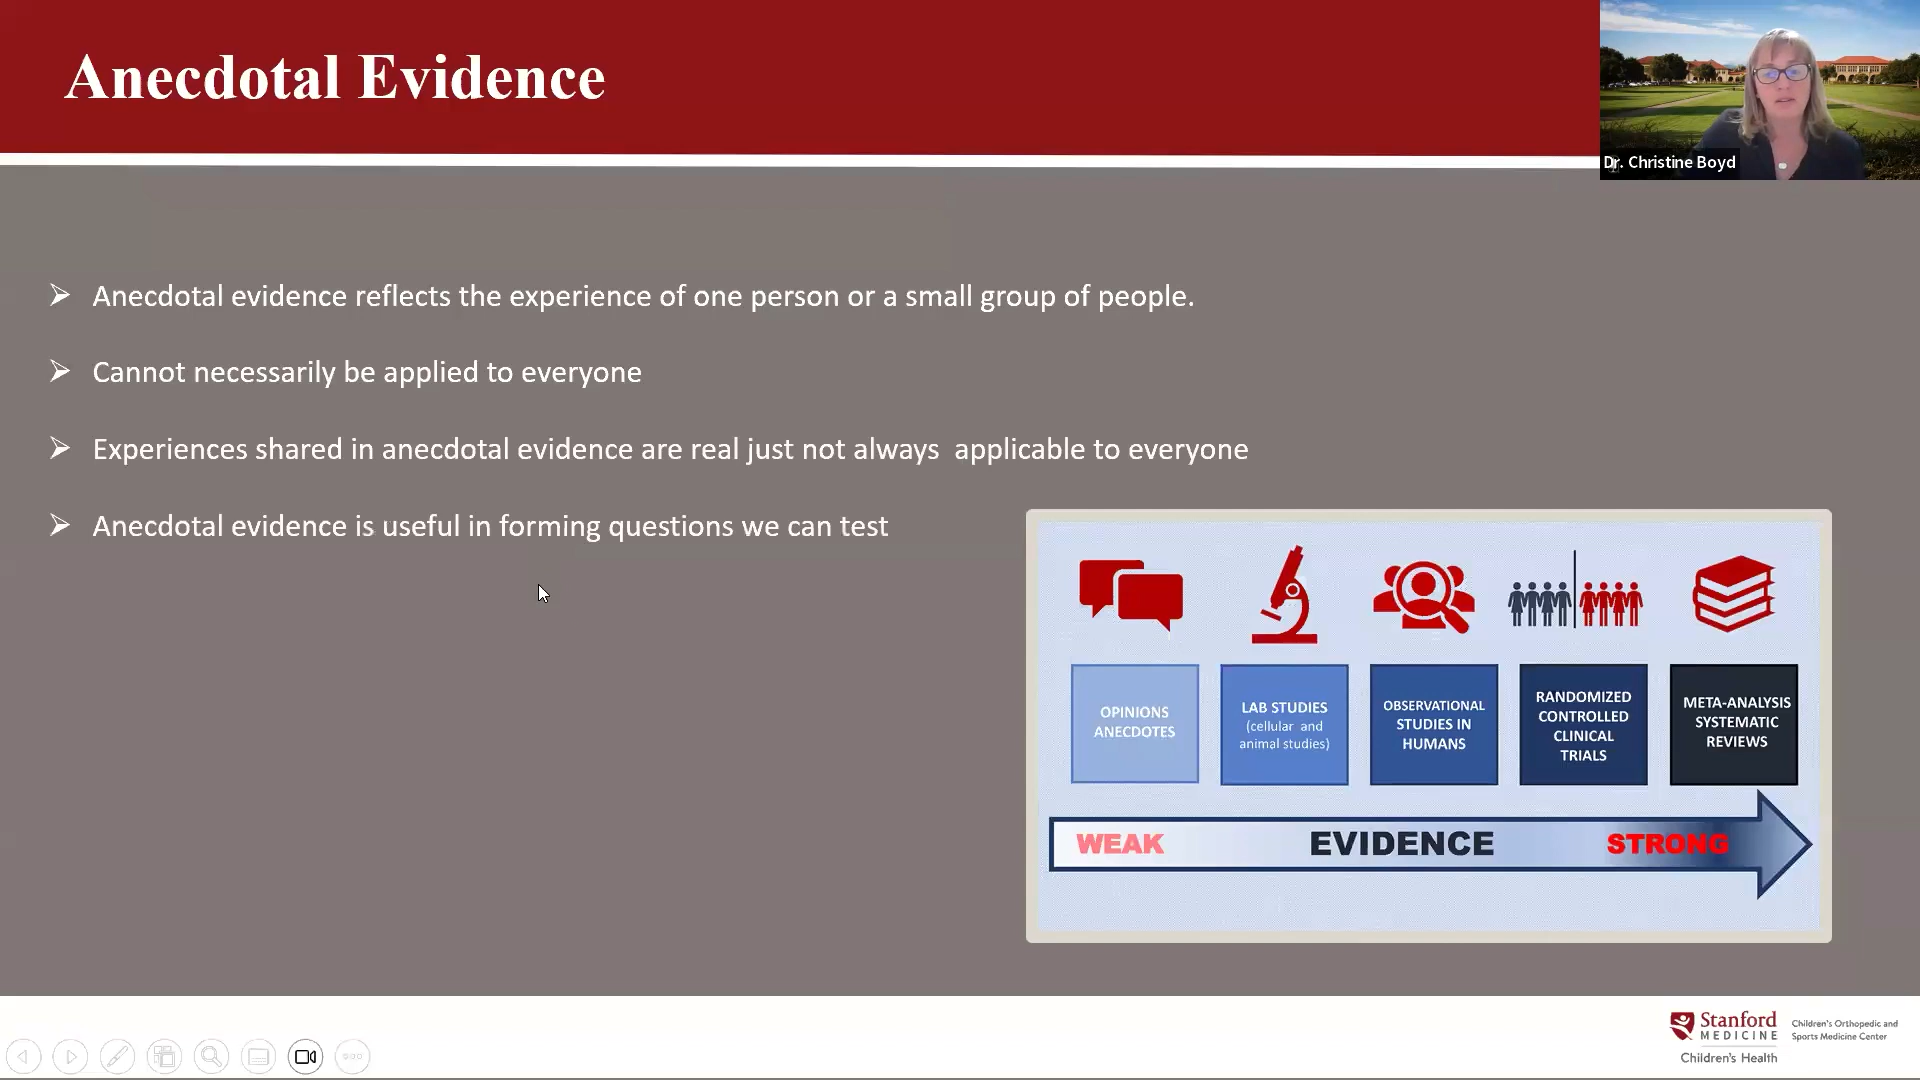 Anecdotal Evidence
Dr. Christine Boyd
Anecdotal evidence reflects the experience of one person or a small group of people.
Cannot necessarily be applied to everyone
Experiences shared in anecdotal evidence are real just not always  applicable to everyone
Anecdotal evidence is useful in forming questions we can test
OPINIONS
ANECDOTES
LAB STUDIES
(cellular and
animal studies)
OBSERVATIONAL
STUDIES IN
HUMANS
RANDOMIZED
CONTROLLED
CLINICAL
TRIALS
META-ANALYSIS
SYSTEMATIC
REVIEWS
WEAK
EVIDENCE
STRONG
Stanford
MEDICINE
Children's Health
Children's Orthopedic and
Sports Medicine Center